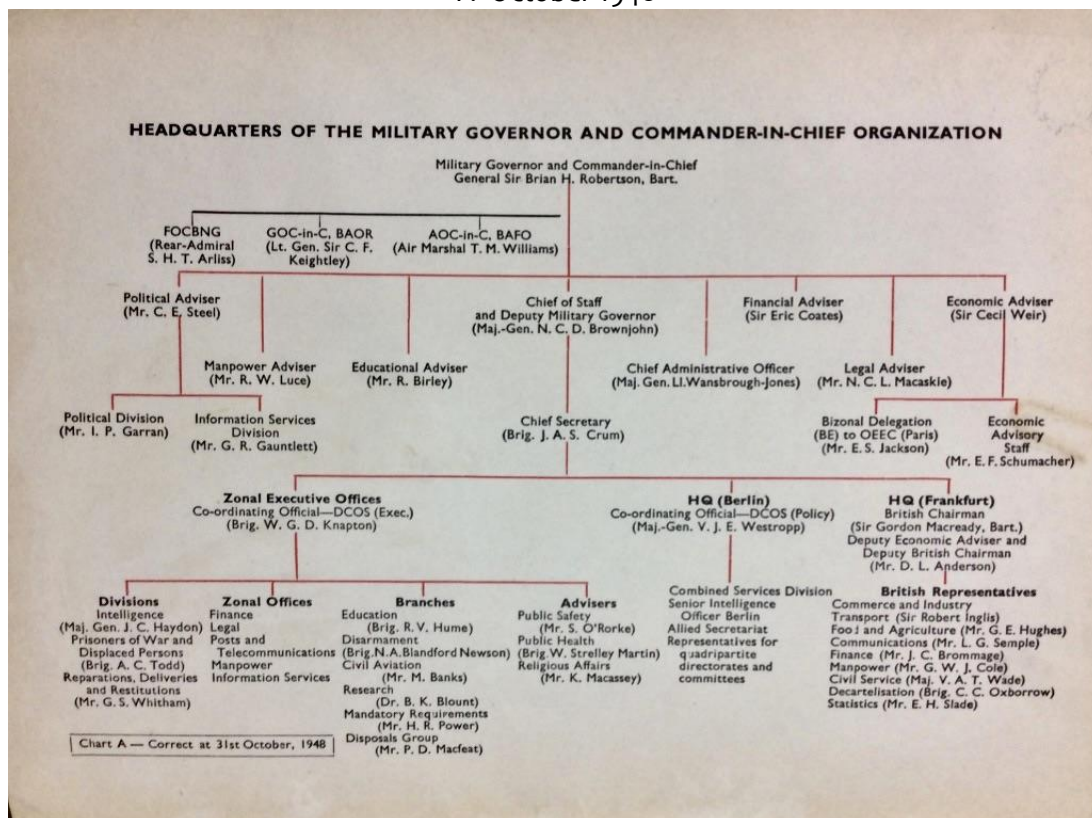 HEADQUARTERS OF THE MILITARY GOVERNOR AND COMMANDER-IN-CHIEF ORGANIZATION
Military Governor and Commander-in-Chief
General Sir Brian H. Robertson, Bart.
FOCBNG
(Rear-Admiral
S. H. T. Arliss)
GOC-in-C, BAOR
(Lt. Gen. Sir C. F.
Keightley)
AOC-in-C, BAFO
(Air Marshal T. M. Williams)
Political Adviser
(Mr. C. E. Steel)
Chief of Staff
and Deputy Military Governor
(Maj.-Gen. N. C. D. Brownjohn)
Financial Adviser
(Sir Eric Coates)
Economic Adviser
(Sir Cecil Weir)
Manpower Adviser
(Mr. R. W. Luce)
Educational Adviser
(Mr. R. Birley)
Chief Administrative Officer
(Maj. Gen. Ll. Wansbrough-Jones)
Legal Adviser
(Mr. N. C. L. Macaskie)
Political Division
(Mr. I. P. Garran)
Information Services
Division
(Mr. G. R. Gauntlett)
Chief Secretary
(Brig. J. A. S. Crum)
Bizonal Delegation
(BE) to OEEC (Paris)
(Mr. E. S. Jackson)
Economic
Advisory
Staff
(Mr. E. F. Schumacher)
Zonal Executive Offices
Co-ordinating Official—DCOS (Exec.)
(Brig. W. G. D. Knapton)
HQ (Berlin)
Co-ordinating Official—DCOS (Policy)
(Maj.-Gen. V. J. E. Westropp)
HQ (Frankfurt)
British Chairman
(Sir Gordon Macready, Bart.)
Deputy Economic Adviser and
Deputy British Chairman
(Mr. D. L. Anderson)
Divisions
Intelligence
(Maj. Gen. J. C. Haydon)
Prisoners of War and
Displaced Persons
(Brig. A. C. Todd)
Reparations, Deliveries
and Restitutions
(Mr. G. S. Whitham)
Zonal Offices
Finance
Legal
Posts and
Telecommunications
Manpower
Information Services
Branches
Education
(Brig. R. V. Hume)
Disarmament
(Brig. N. A. Blandford Newson)
Civil Aviation
(Mr. M. Banks)
Research
(Dr. B. K. Blount)
Mandatory Requirements
(Mr. H. R. Power)
Disposals Group
(Mr. P. D. Macfeat)
Advisers
Public Safety
(Mr. S. O'Rorke)
Public Health
(Brig. W. Strelley Martin)
Religious Affairs
(Mr. K. Macassey)
Combined Services Division
Senior Intelligence
Officer Berlin
Allied Secretariat
Representatives for
quadripartite
directorates and
committees
British Representatives
Commerce and Industry
Transport (Sir Robert Inglis)
Food and Agriculture (Mr. G. E. Hughes)
Communications (Mr. L. G. Semple)
Finance (Mr. J. C. Brommage)
Manpower (Mr. G. W. J. Cole)
Civil Service (Maj. V. A. T. Wade)
Decartelisation (Brig. C. C. Oxborrow)
Statistics (Mr. E. H. Slade)
Chart A — Correct at 31st October, 1948